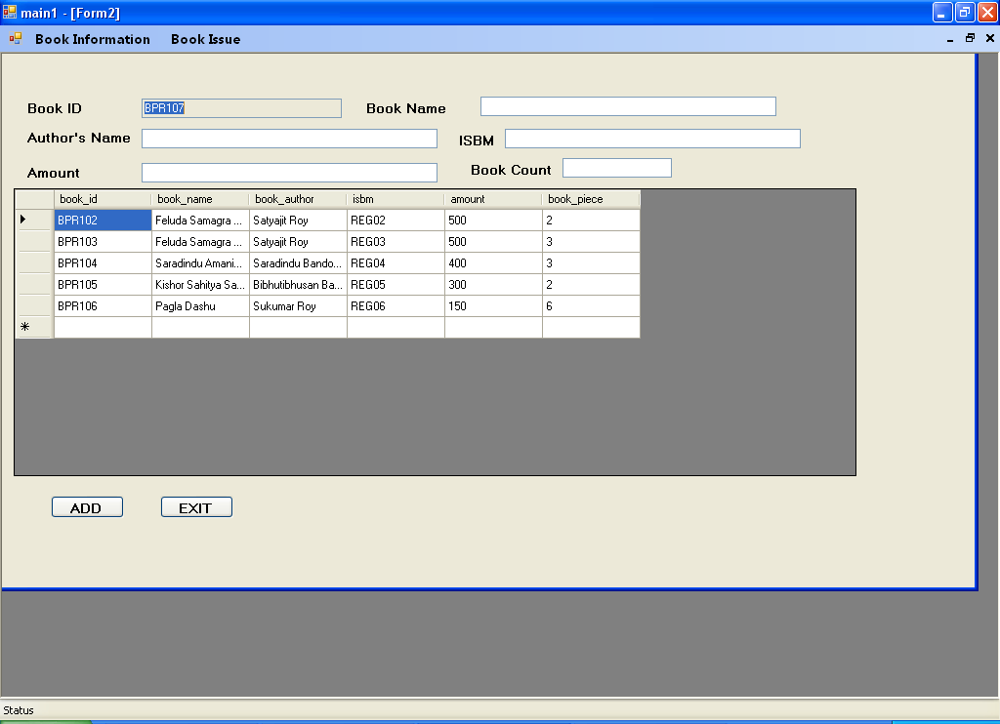 main1 - [Form2]
Book Information Book Issue
Book ID BPR107 Book Name
Author's Name ISBM
Amount Book Count
book_id book_name book_author isbm amount book_piece
BPR102 Feluda Samagra ... Satyajit Roy REG02 500 2
BPR103 Feluda Samagra ... Satyajit Roy REG03 500 3
BPR104 Saradindu Amani... Saradindu Bando... REG04 400 3
BPR105 Kishor Sahitya Sa... Bibhutibhusan Ba... REG05 300 2
BPR106 Pagla Dashu Sukumar Roy REG06 150 6
ADD EXIT
Status